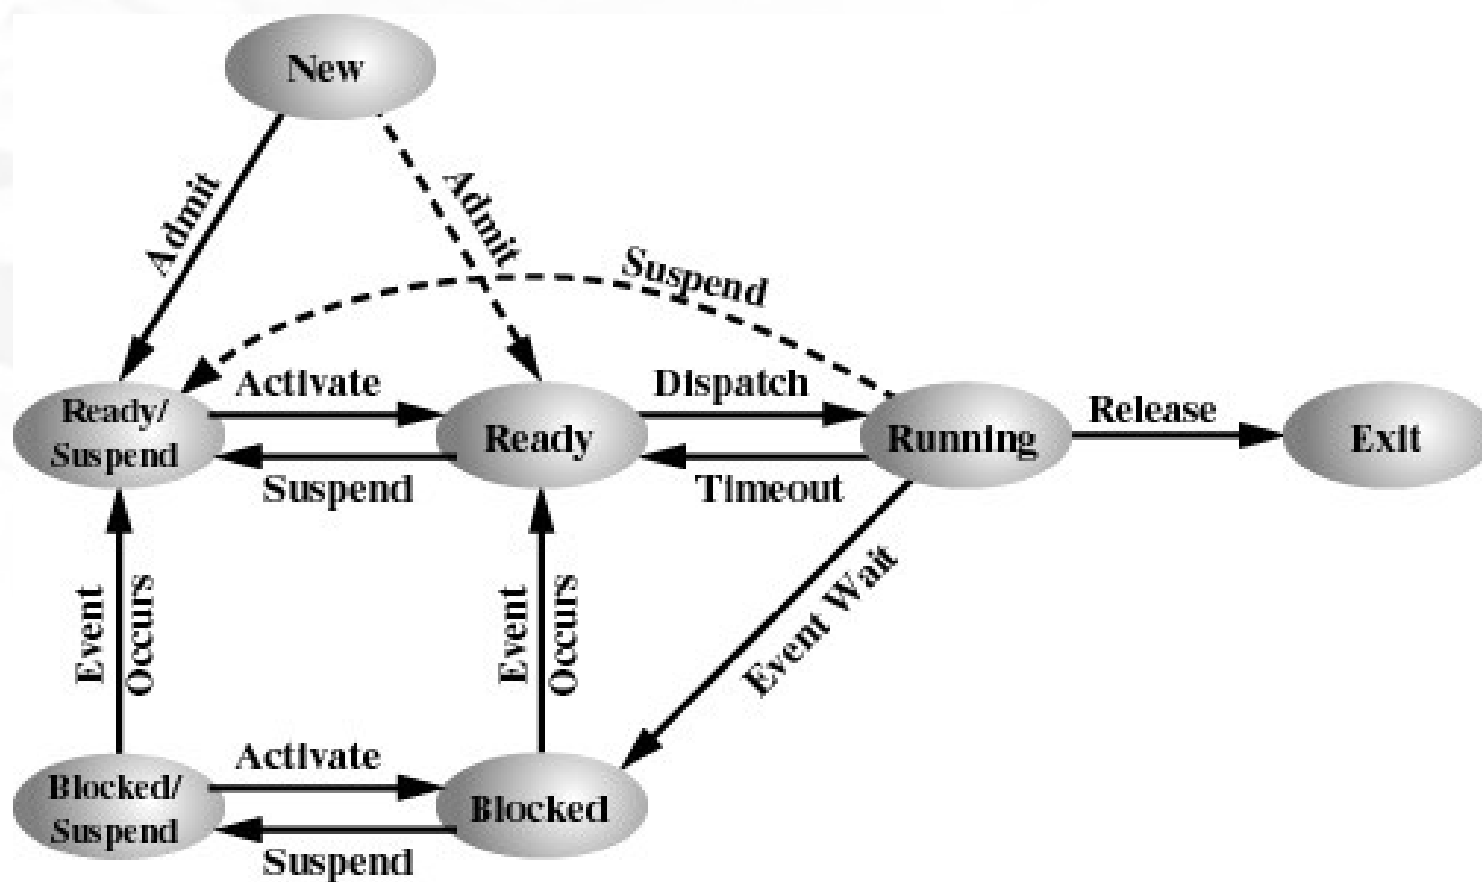 New
Admit
Admit
Suspend
Activate
Dispatch
Release
Ready/
Suspend
Ready
Running
Exit
Suspend
Timeout
Event
Occurs
Event
Occurs
Event Wait
Activate
Blocked/
Suspend
Blocked
Suspend